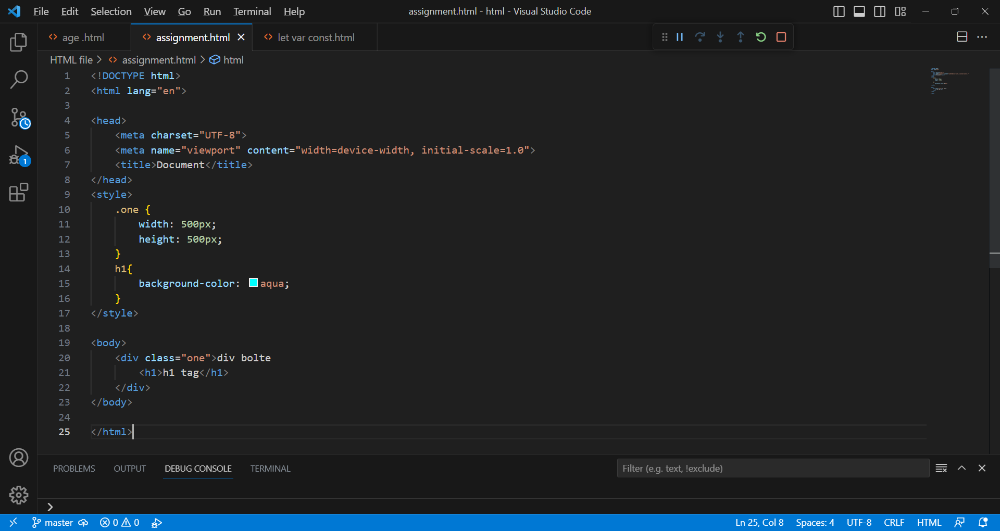 File Edit Selection View Go Run Terminal Help assignment.html - html - Visual Studio Code
age .html assignment.html let var const.html
HTML file > assignment.html > html
1 <!DOCTYPE html>
2 <html lang="en">
3
4 <head>
5 <meta charset="UTF-8">
6 <meta name="viewport" content="width=device-width, initial-scale=1.0">
7 <title>Document</title>
8 </head>
9 <style>
10 .one {
11 width: 500px;
12 height: 500px;
13 }
14 h1{
15 background-color: aqua;
16 }
17 </style>
18
19 <body>
20 <div class="one">div bolte
21 <h1>h1 tag</h1>
22 </div>
23 </body>
24
25 </html>
1
PROBLEMS OUTPUT DEBUG CONSOLE TERMINAL Filter (e.g. text, !exclude)
master 0 0 Ln 25, Col 8 Spaces: 4 UTF-8 CRLF HTML